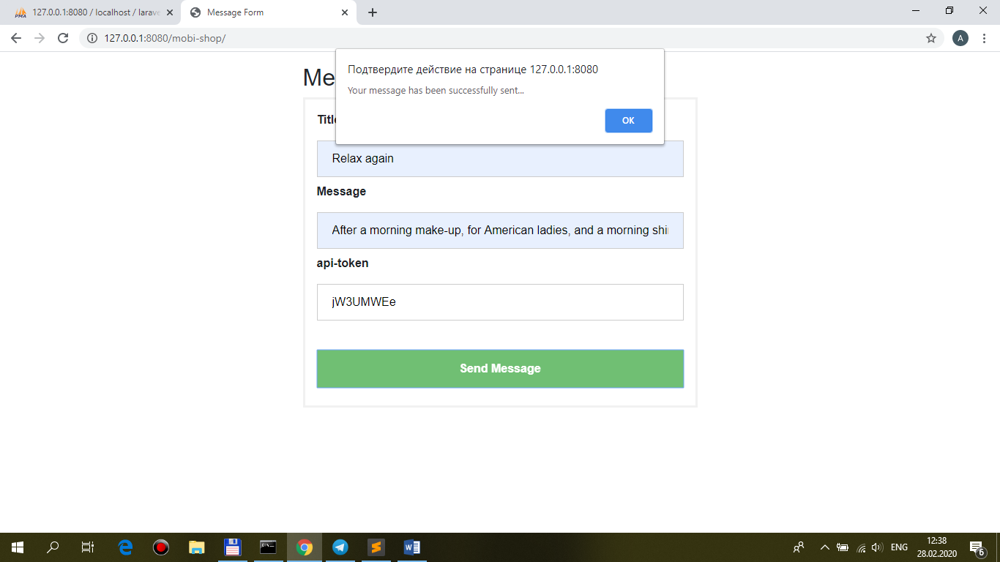 127.0.0.1:8080 / localhost / larave
Message Form
127.0.0.1:8080/mobi-shop/
A
Подтвердите действие на странице 127.0.0.1:8080
Your message has been successfully sent...
OK
Me
Title
Relax again
Message
After a morning make-up, for American ladies, and a morning shi
api-token
jW3UMWEe
Send Message
ENG
12:38
28.02.2020
6